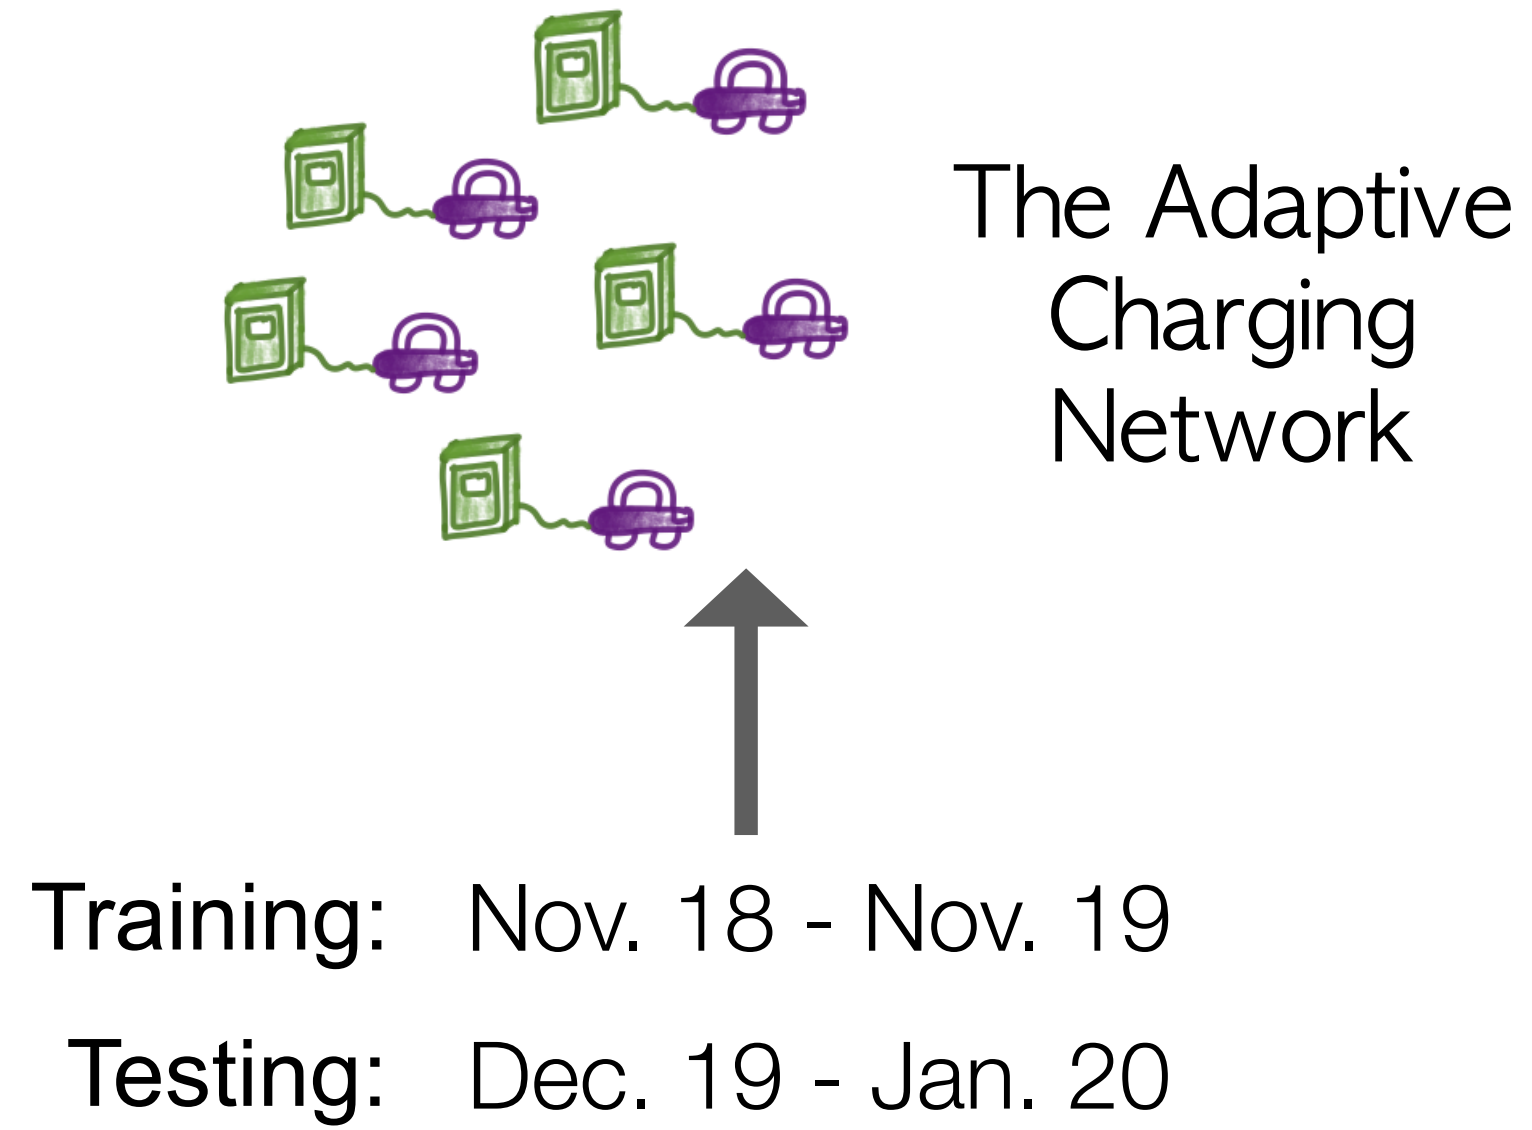 The Adaptive
Charging
Network
Training: Nov. 18 - Nov. 19
Testing: Dec. 19 - Jan. 20